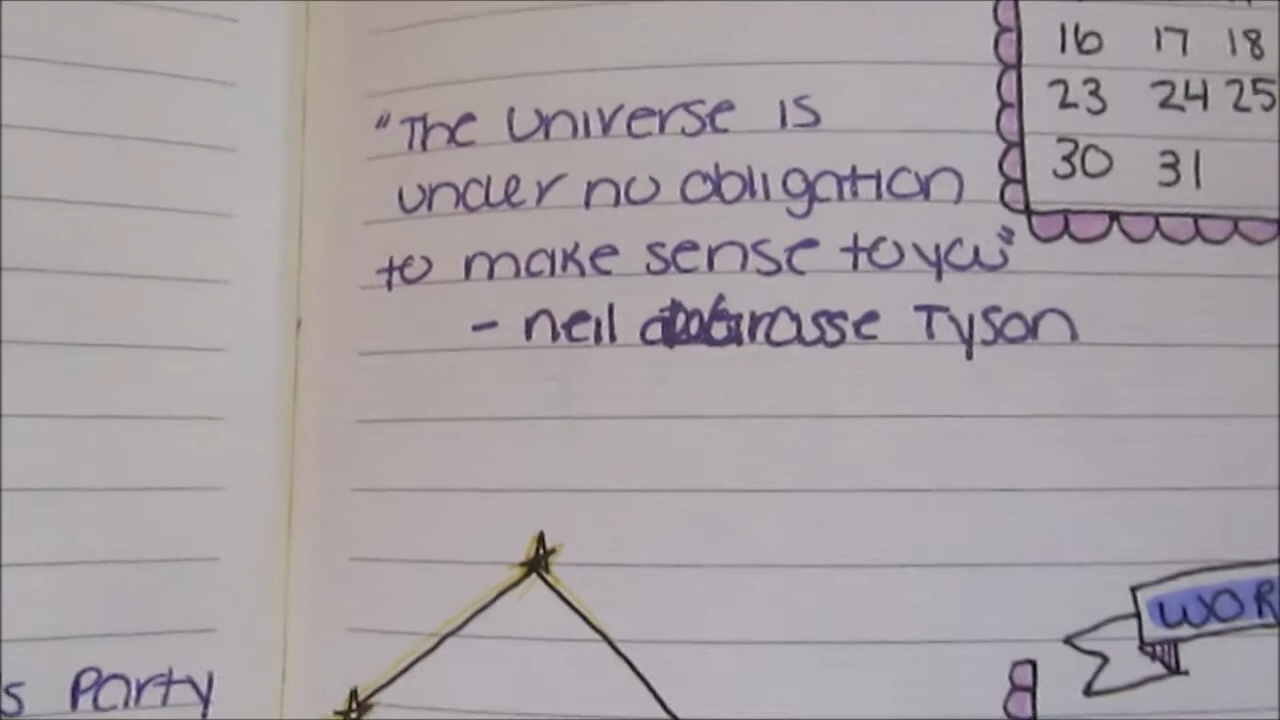 16 17 18
23 24 25
30 31
"The Universe is
under no obligation
to make sense to you"
- neil Tyson
WOR
s Party